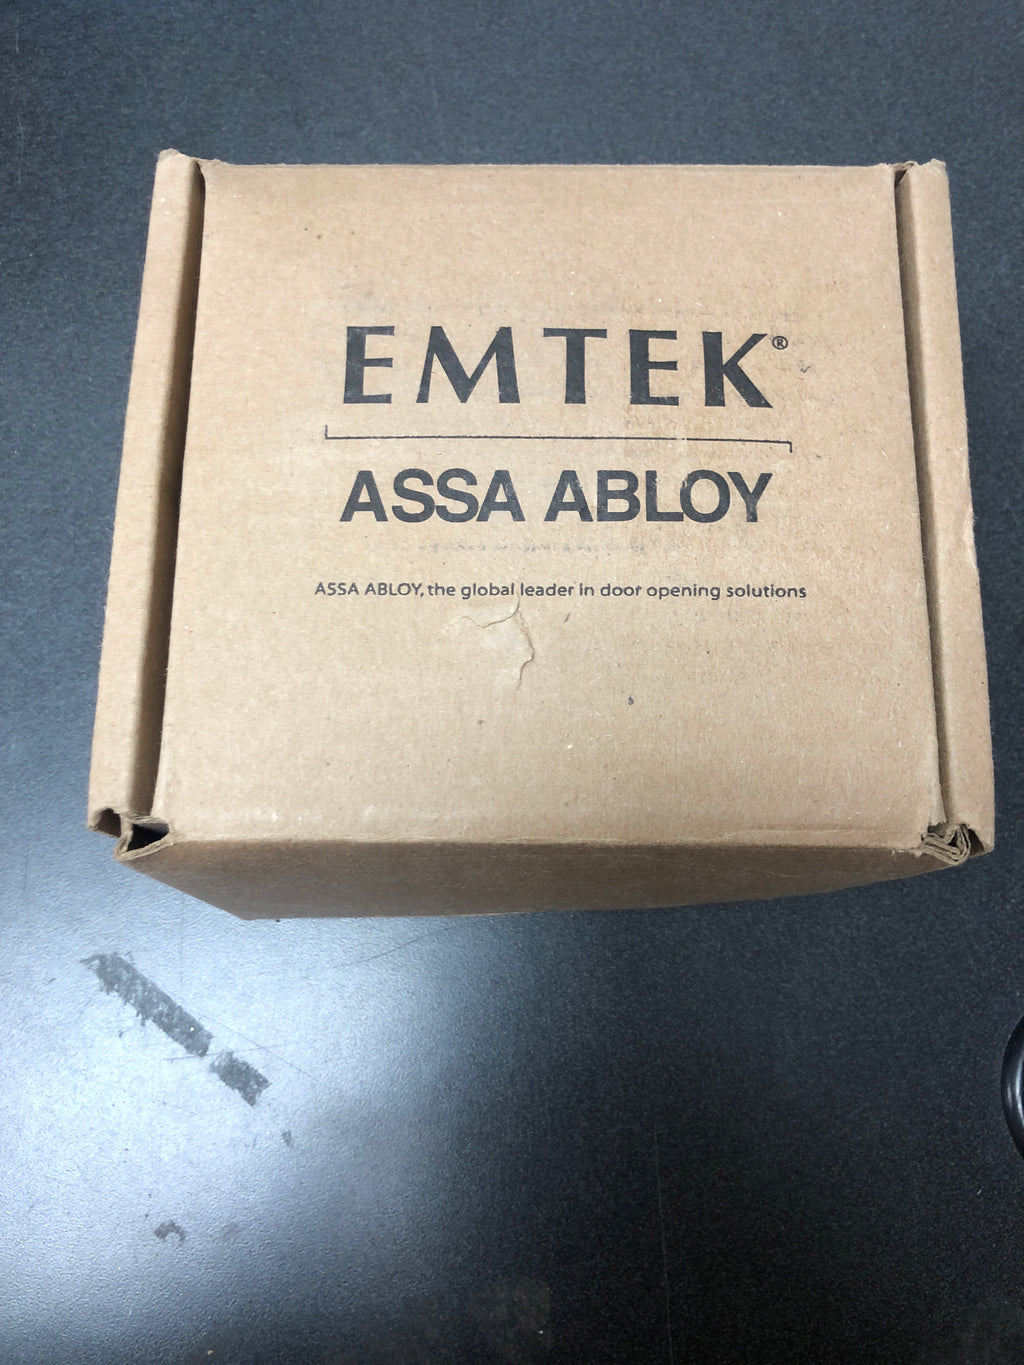 EMTEK®
ASSA ABLOY
ASSA ABLOY, the global leader in door opening solutions